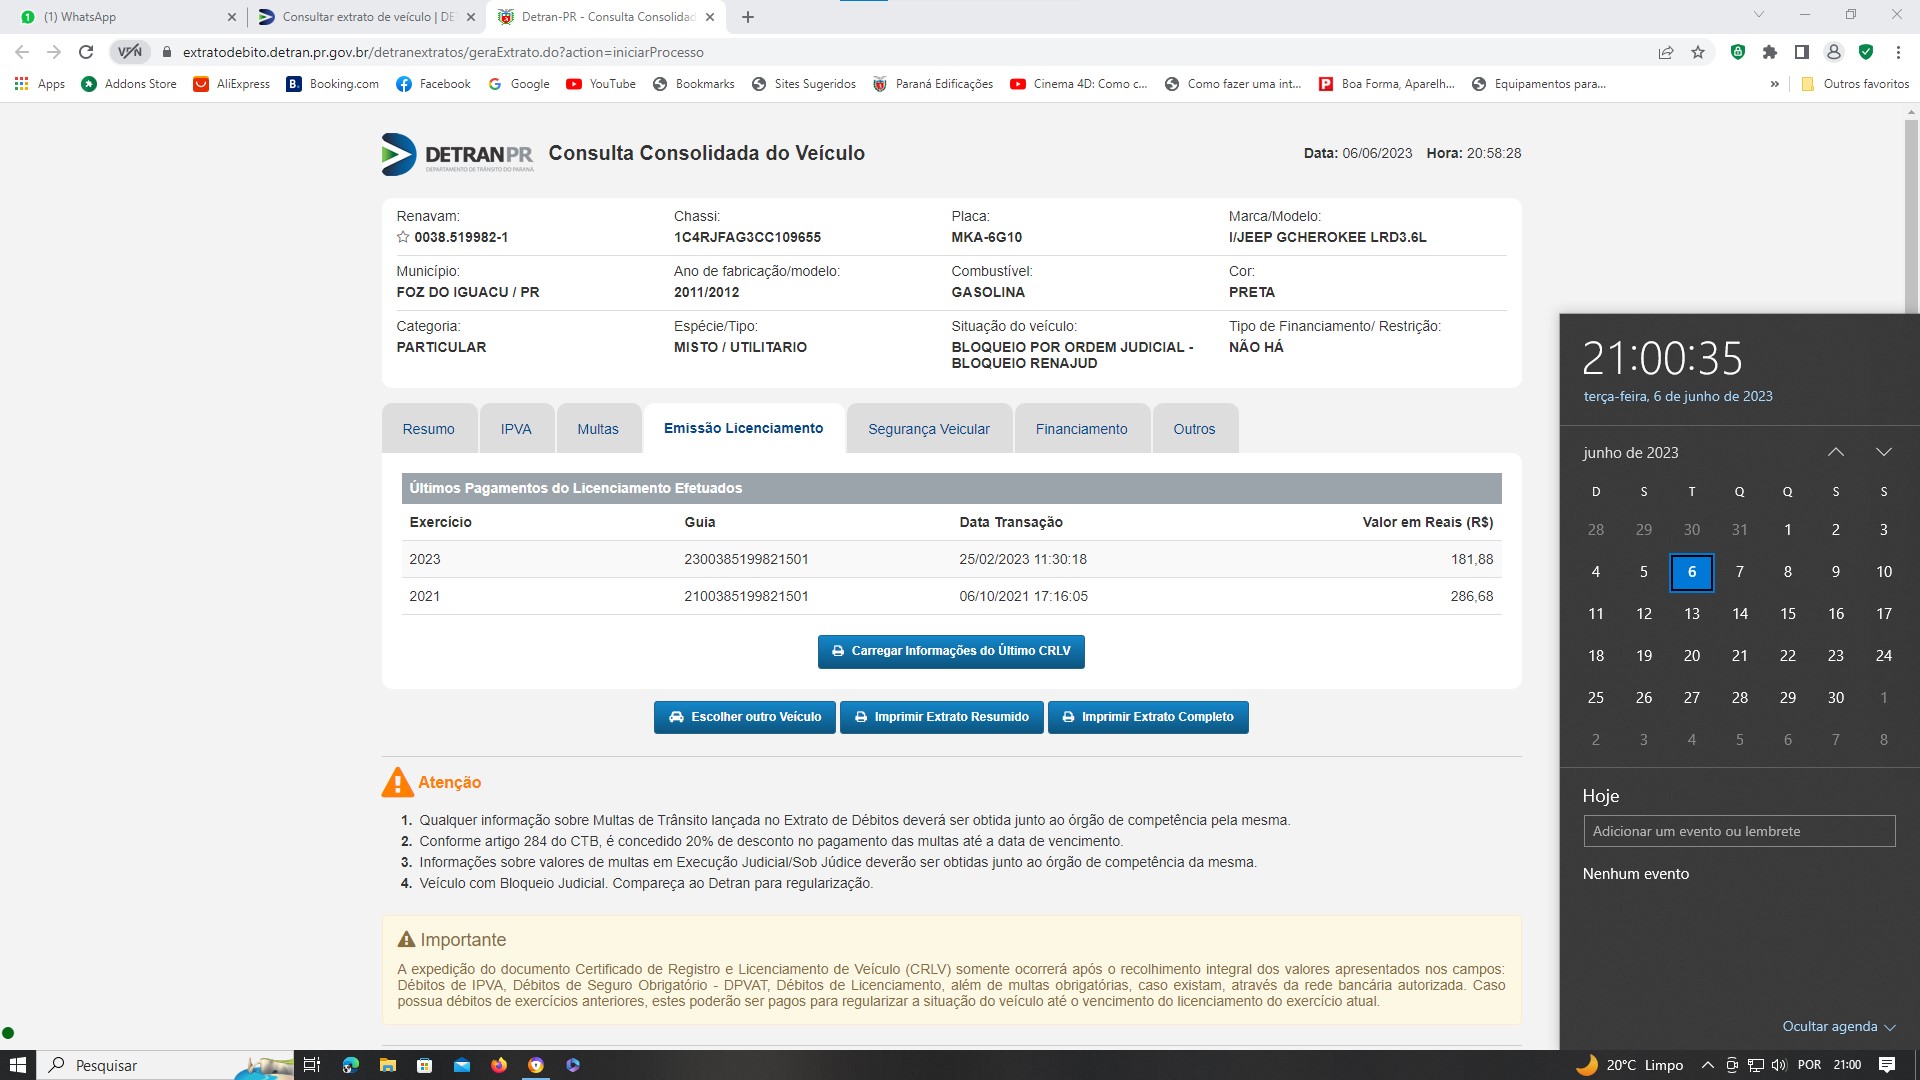 (1) WhatsApp
Consultar extrato de veículo | DE
Detran-PR - Consulta Consolidad
VPN
extratodebito.detran.pr.gov.br/detranextratos/geraExtrato.do?action=iniciarProcesso
Apps
Addons Store
AliExpress
B.
Booking.com
Facebook
Google
YouTube
Bookmarks
Sites Sugeridos
Paraná Edificações
Cinema 4D: Como c...
Como fazer uma int...
Boa Forma, Aparelh...
Equipamentos para...
»
Outros favoritos
DETRANPR
DEPARTAMENTO DE TRÂNSITO DO PARANÁ
Consulta Consolidada do Veículo
Data: 06/06/2023 Hora: 20:58:28
Renavam:
0038.519982-1
Chassi:
1C4RJFAG3CC109655
Placa:
MKA-6G10
Marca/Modelo:
I/JEEP GCHEROKEE LRD3.6L
Município:
FOZ DO IGUACU / PR
Ano de fabricação/modelo:
2011/2012
Combustível:
GASOLINA
Cor:
PRETA
Categoria:
PARTICULAR
Espécie/Tipo:
MISTO / UTILITARIO
Situação do veículo:
BLOQUEIO POR ORDEM JUDICIAL -
BLOQUEIO RENAJUD
Tipo de Financiamento/ Restrição:
NÃO HÁ
Resumo
IPVA
Multas
Emissão Licenciamento
Segurança Veicular
Financiamento
Outros
Últimos Pagamentos do Licenciamento Efetuados
Exercício Guia Data Transação Valor em Reais (R$)
2023 2300385199821501 25/02/2023 11:30:18 181,88
2021 2100385199821501 06/10/2021 17:16:05 286,68
Carregar Informações do Último CRLV
Escolher outro Veículo
Imprimir Extrato Resumido
Imprimir Extrato Completo
Atenção
1. Qualquer informação sobre Multas de Trânsito lançada no Extrato de Débitos deverá ser obtida junto ao órgão de competência pela mesma.
2. Conforme artigo 284 do CTB, é concedido 20% de desconto no pagamento das multas até a data de vencimento.
3. Informações sobre valores de multas em Execução Judicial/Sob Júdice deverão ser obtidas junto ao órgão de competência da mesma.
4. Veículo com Bloqueio Judicial. Compareça ao Detran para regularização.
Importante
A expedição do documento Certificado de Registro e Licenciamento de Veículo (CRLV) somente ocorrerá após o recolhimento integral dos valores apresentados nos campos:
Débitos de IPVA, Débitos de Seguro Obrigatório - DPVAT, Débitos de Licenciamento, além de multas obrigatórias, caso existam, através da rede bancária autorizada. Caso
possua débitos de exercícios anteriores, estes poderão ser pagos para regularizar a situação do veículo até o vencimento do licenciamento do exercício atual.
21:00:35
terça-feira, 6 de junho de 2023
junho de 2023
D S T Q Q S S
28 29 30 31 1 2 3
4 5 6 7 8 9 10
11 12 13 14 15 16 17
18 19 20 21 22 23 24
25 26 27 28 29 30 1
2 3 4 5 6 7 8
Hoje
Adicionar um evento ou lembrete
Nenhum evento
Ocultar agenda
Pesquisar
20°C Limpo
POR
21:00